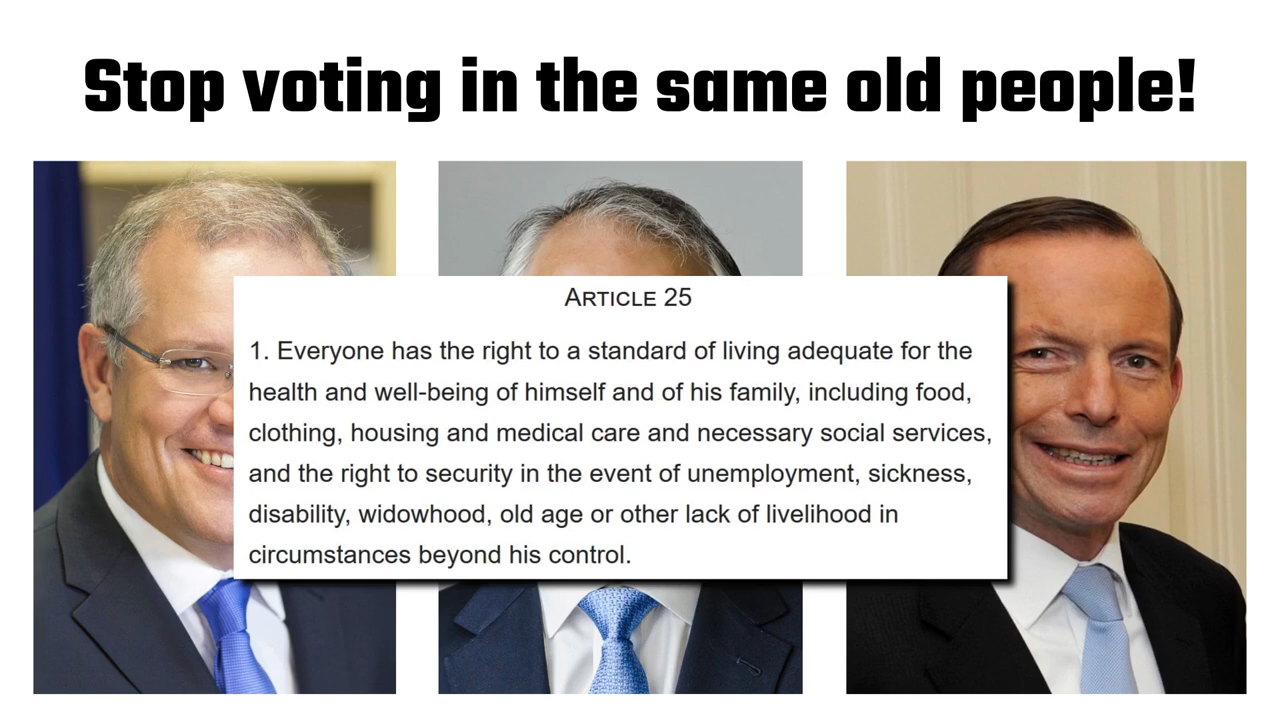 Stop voting in the same old people!
Article 25
1. Everyone has the right to a standard of living adequate for the
health and well-being of himself and of his family, including food,
clothing, housing and medical care and necessary social services,
and the right to security in the event of unemployment, sickness,
disability, widowhood, old age or other lack of livelihood in
circumstances beyond his control.